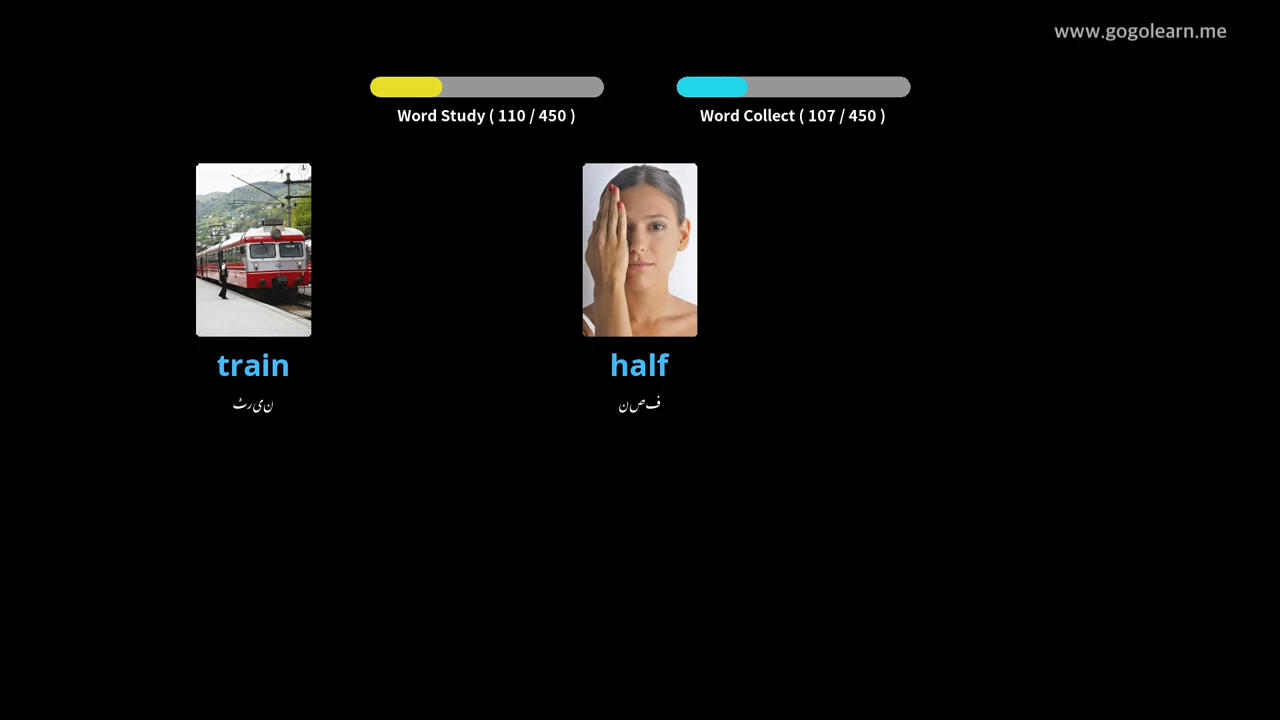 www.gogolearn.me
Word Study ( 110 / 450 )
Word Collect ( 107 / 450 )
train
ٹرین
half
نصف